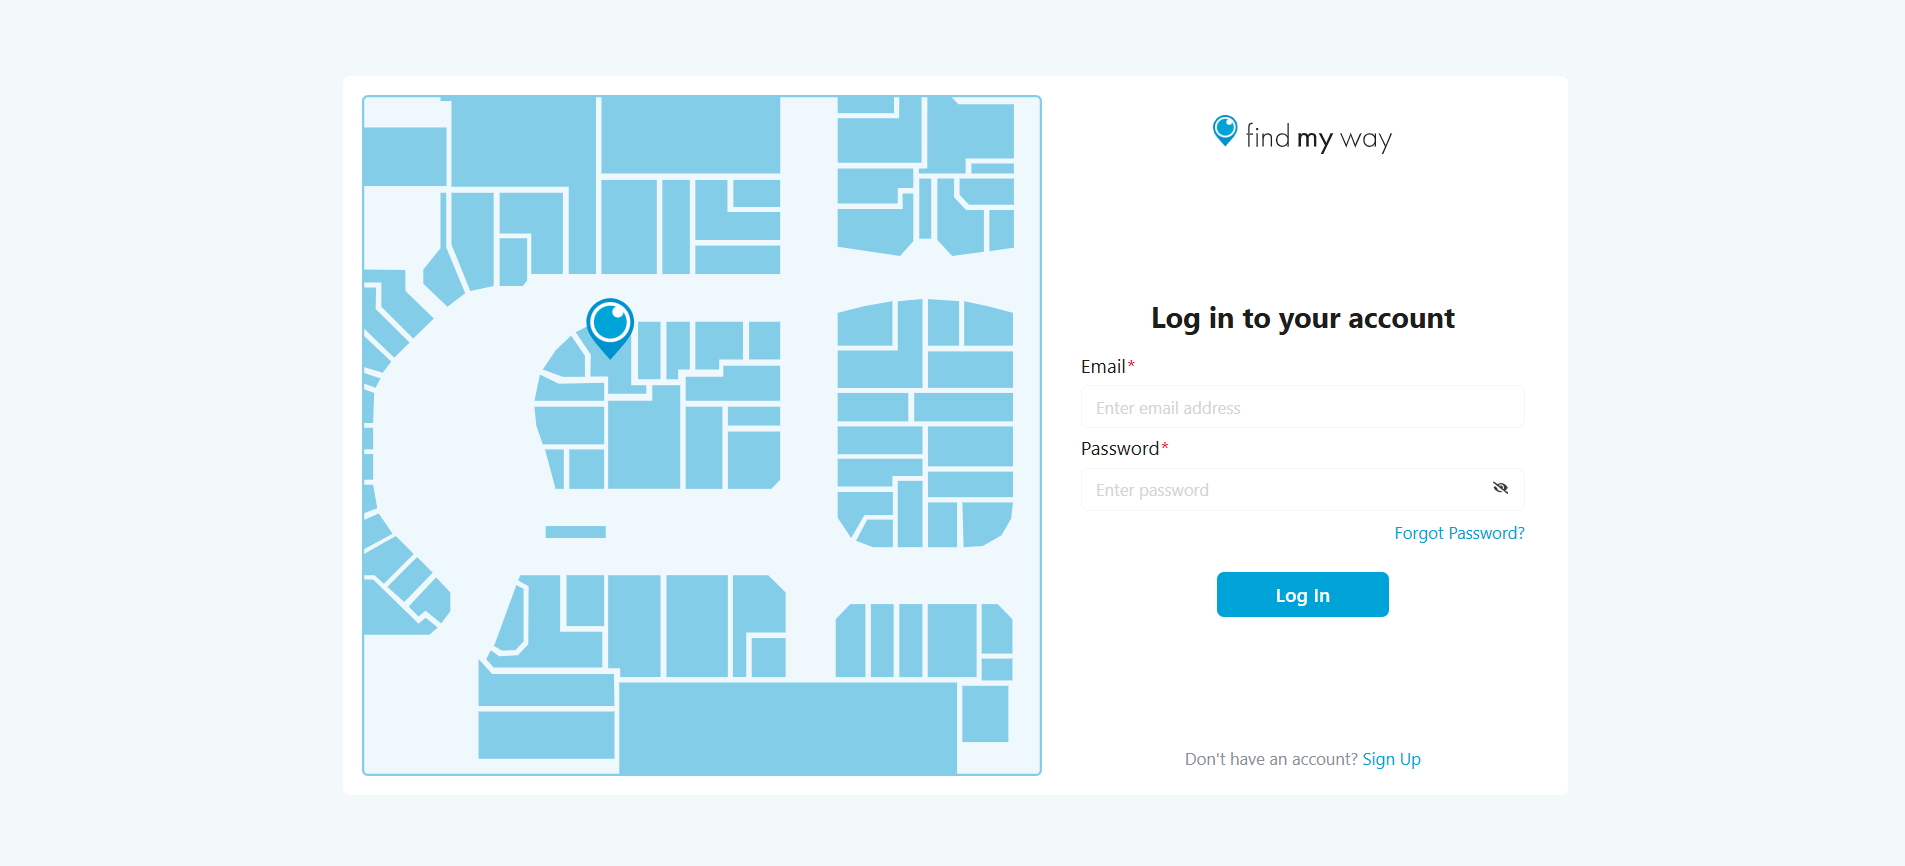 find my way
Log in to your account
Email*
Enter email address
Password*
Enter password
Forgot Password?
Log In
Don't have an account? Sign Up